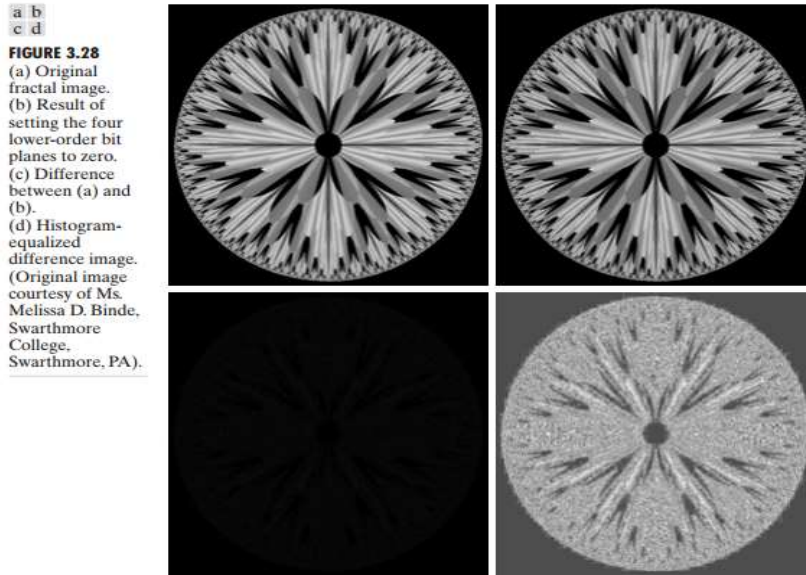 a b
c d
FIGURE 3.28
(a) Original
fractal image.
(b) Result of
setting the four
lower-order bit
planes to zero.
(c) Difference
between (a) and
(b).
(d) Histogram-
equalized
difference image.
(Original image
courtesy of Ms.
Melissa D. Binde,
Swarthmore
College,
Swarthmore, PA).